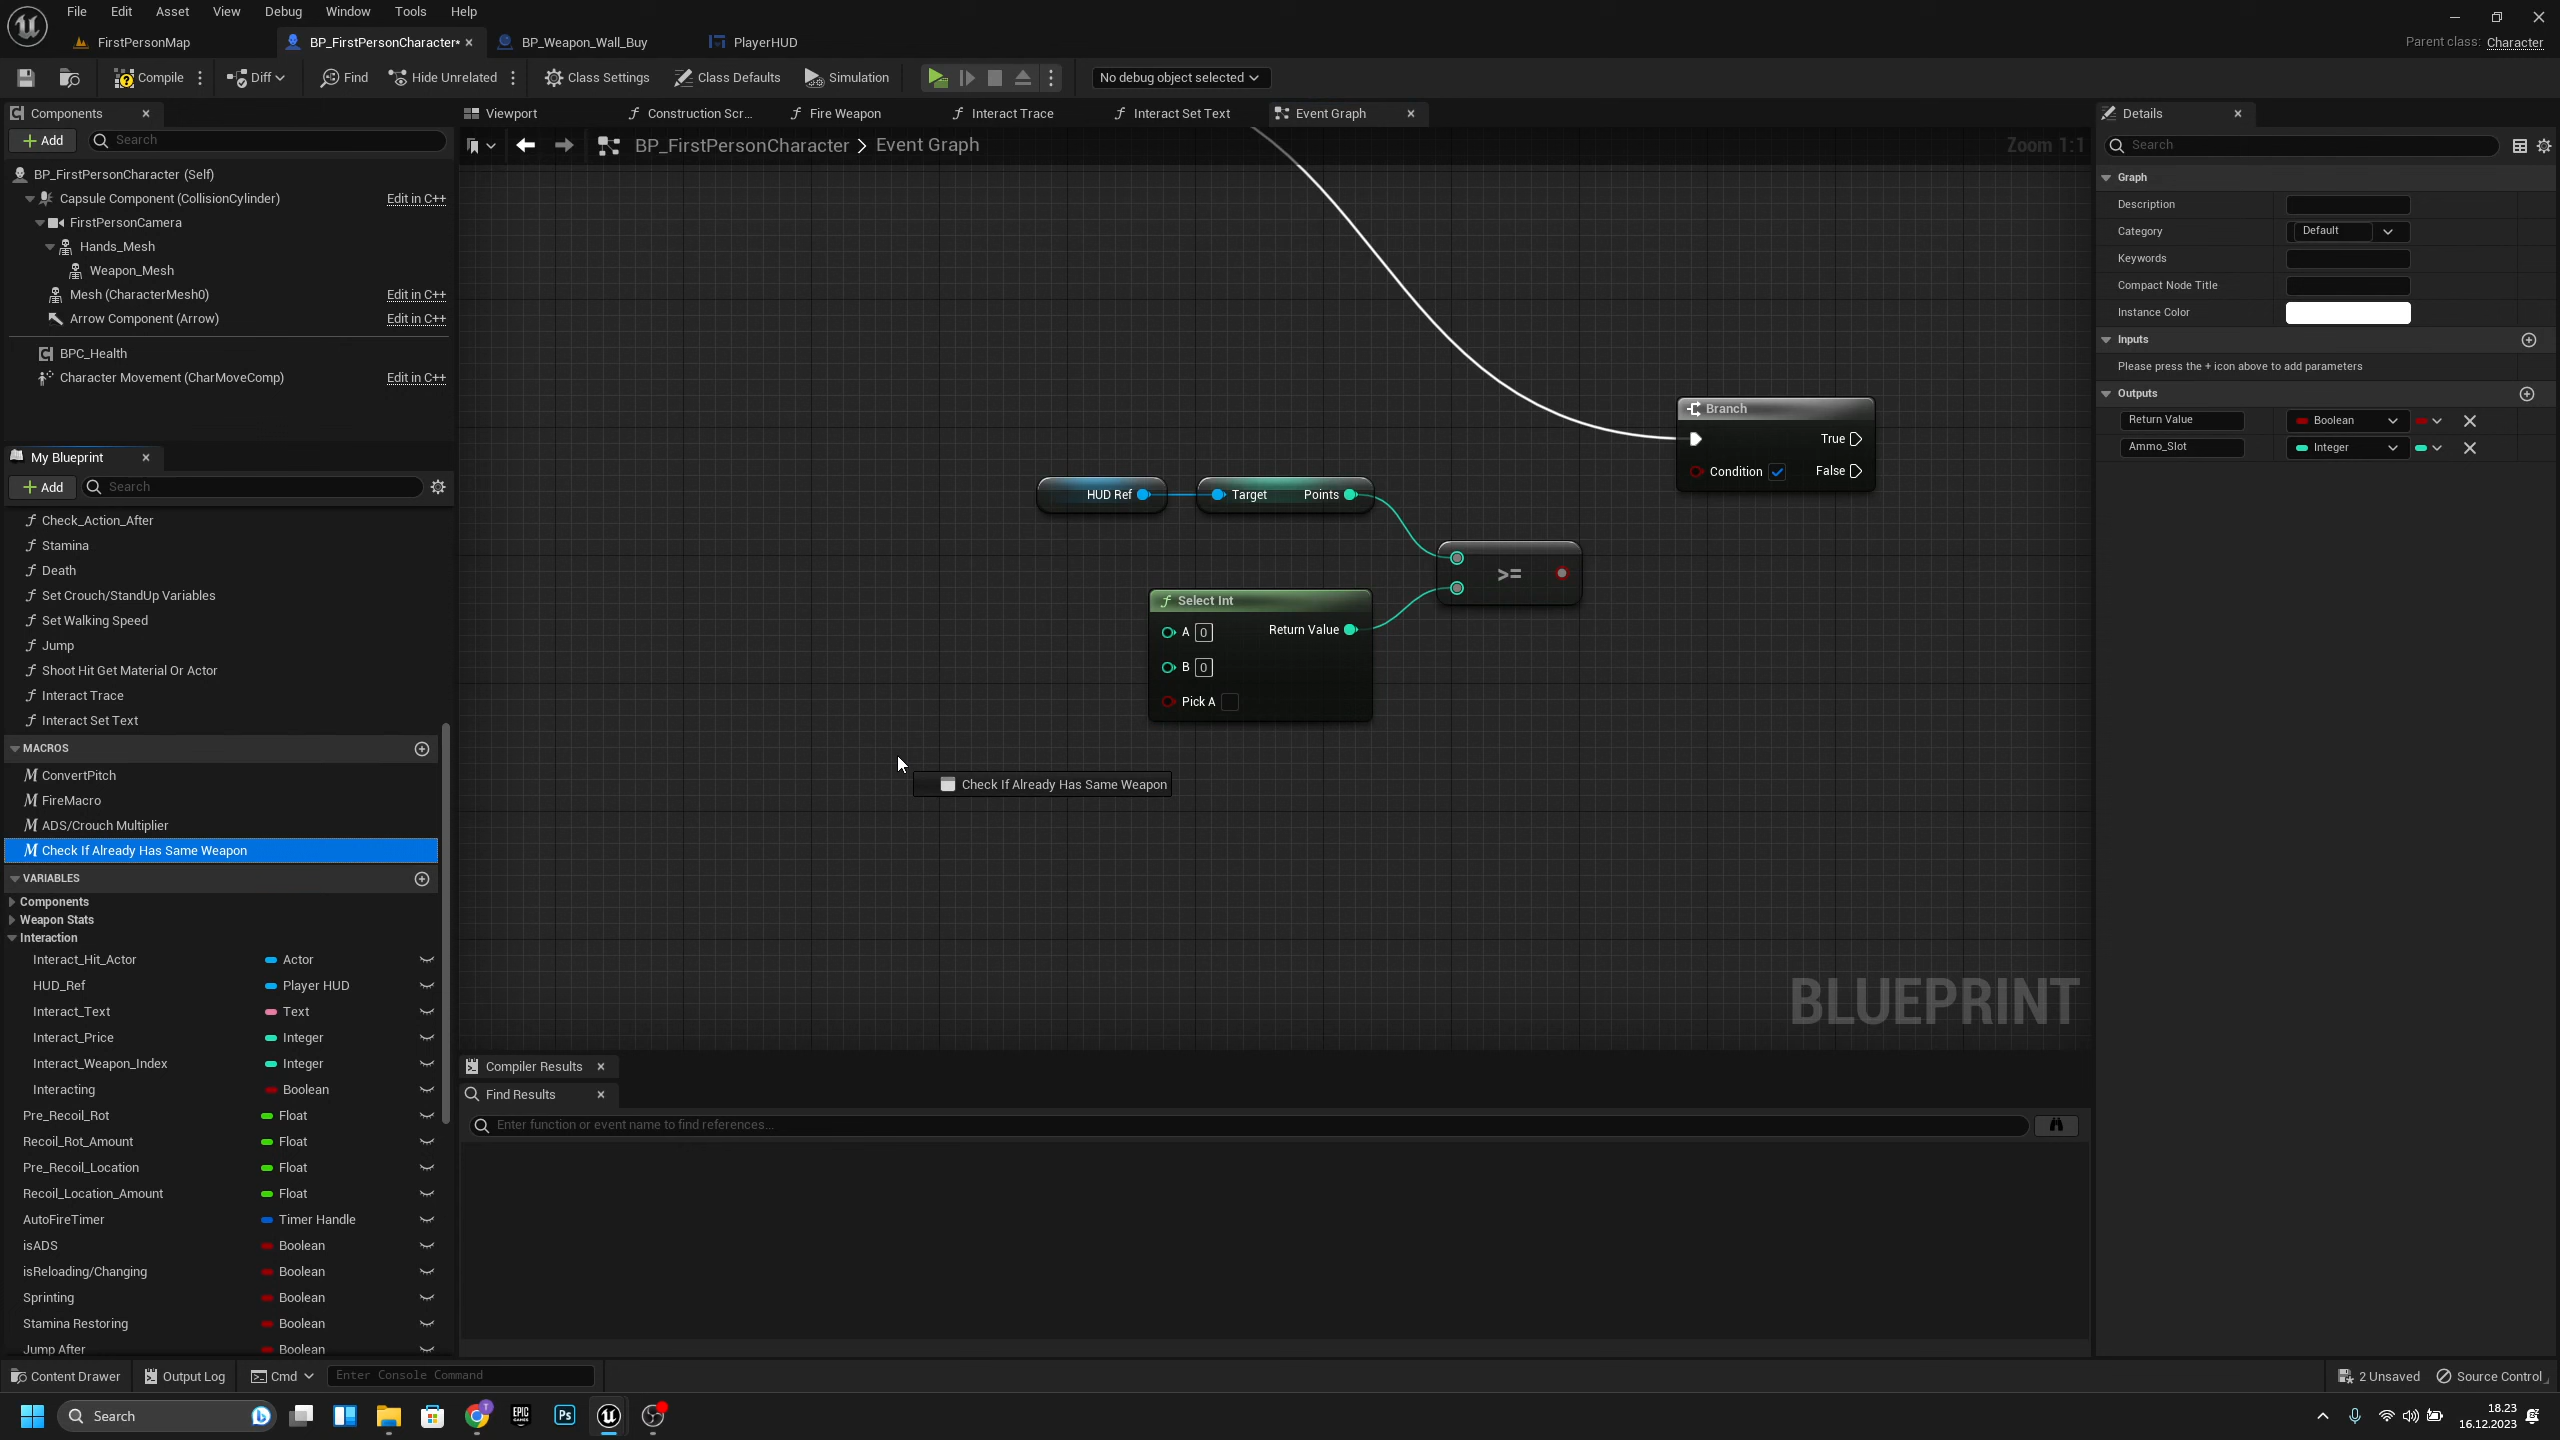 File Edit Asset View Window Debug Tools Help
FirstPersonMap
BP_FirstPersonCharacter*
BP_Weapon_Wall_Buy
PlayerHUD
Parent class: Character
Compile
Diff
Find
Hide Unrelated
Class Settings
Class Defaults
Simulation
No debug object selected
Components
Add
Search
BP_FirstPersonCharacter (Self)
Capsule Component (CollisionCylinder) Edit in C++
FirstPersonCamera
Hands_Mesh
Weapon_Mesh
Mesh (CharacterMesh0) Edit in C++
Arrow Component (Arrow) Edit in C++
BPC_Health
Character Movement (CharMoveComp) Edit in C++
My Blueprint
Add
Search
Check_Action_After
Stamina
Death
Set Crouch/StandUp Variables
Set Walking Speed
Jump
Shoot Hit Get Material Or Actor
Interact Trace
Interact Set Text
MACROS
ConvertPitch
FireMacro
ADS/Crouch Multiplier
Check If Already Has Same Weapon
VARIABLES
Components
Weapon Stats
Interaction
Interact_Hit_Actor Actor
HUD_Ref Player HUD
Interact_Text Text
Interact_Price Integer
Interact_Weapon_Index Integer
Interacting Boolean
Pre_Recoil_Rot Float
Recoil_Rot_Amount Float
Pre_Recoil_Location Float
Recoil_Location_Amount Float
AutoFireTimer Timer Handle
isADS Boolean
isReloading/Changing Boolean
Sprinting Boolean
Stamina Restoring Boolean
Jump After Boolean
Viewport
Construction Scr...
Fire Weapon
Interact Trace
Interact Set Text
Event Graph
BP_FirstPersonCharacter > Event Graph
Zoom 1:1
Branch
True
Condition
False
HUD Ref
Target Points
>=
Select Int
A 0 Return Value
B 0
Pick A
Check If Already Has Same Weapon
BLUEPRINT
Compiler Results
Find Results
Enter function or event name to find references...
Details
Search
Graph
Description
Category Default
Keywords
Compact Node Title
Instance Color
Inputs
Please press the + icon above to add parameters
Outputs
Return Value Boolean
Ammo_Slot Integer
Content Drawer
Output Log
Cmd
Enter Console Command
2 Unsaved
Source Control
Search
EPIC
GAMES
Ps
18.23
16.12.2023